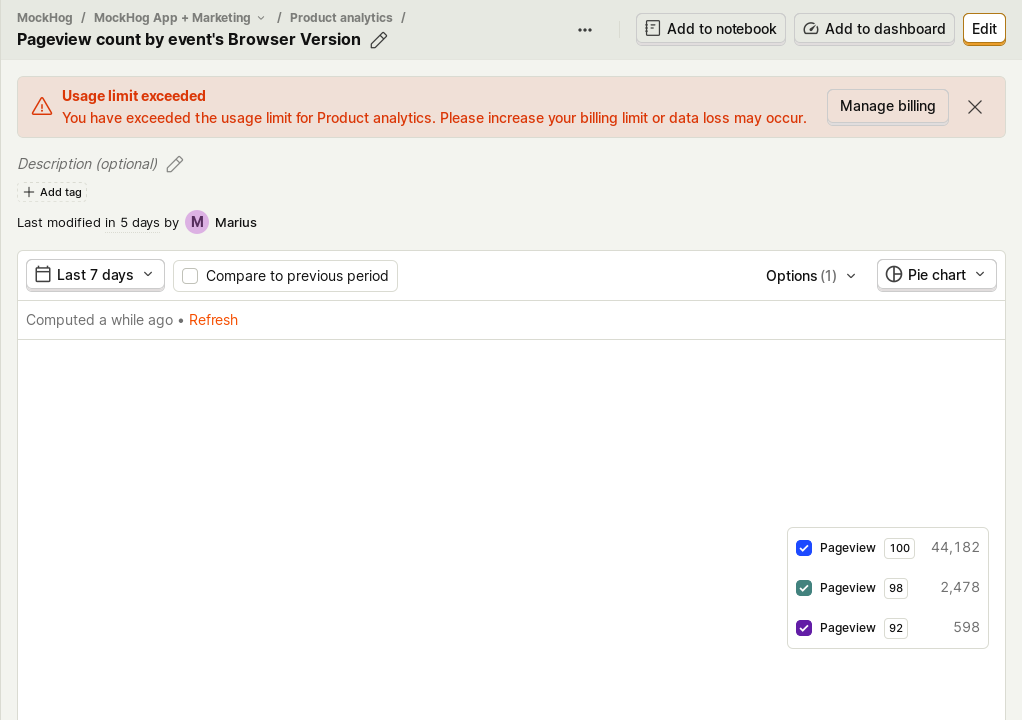 MockHog / MockHog App + Marketing / Product analytics /
Pageview count by event's Browser Version
Add to notebook
Add to dashboard
Edit
Usage limit exceeded
You have exceeded the usage limit for Product analytics. Please increase your billing limit or data loss may occur.
Manage billing
Description (optional)
Add tag
Last modified in 5 days by M Marius
Last 7 days
Compare to previous period
Options (1)
Pie chart
Computed a while ago • Refresh
Pageview 100 44,182
Pageview 98 2,478
Pageview 92 598